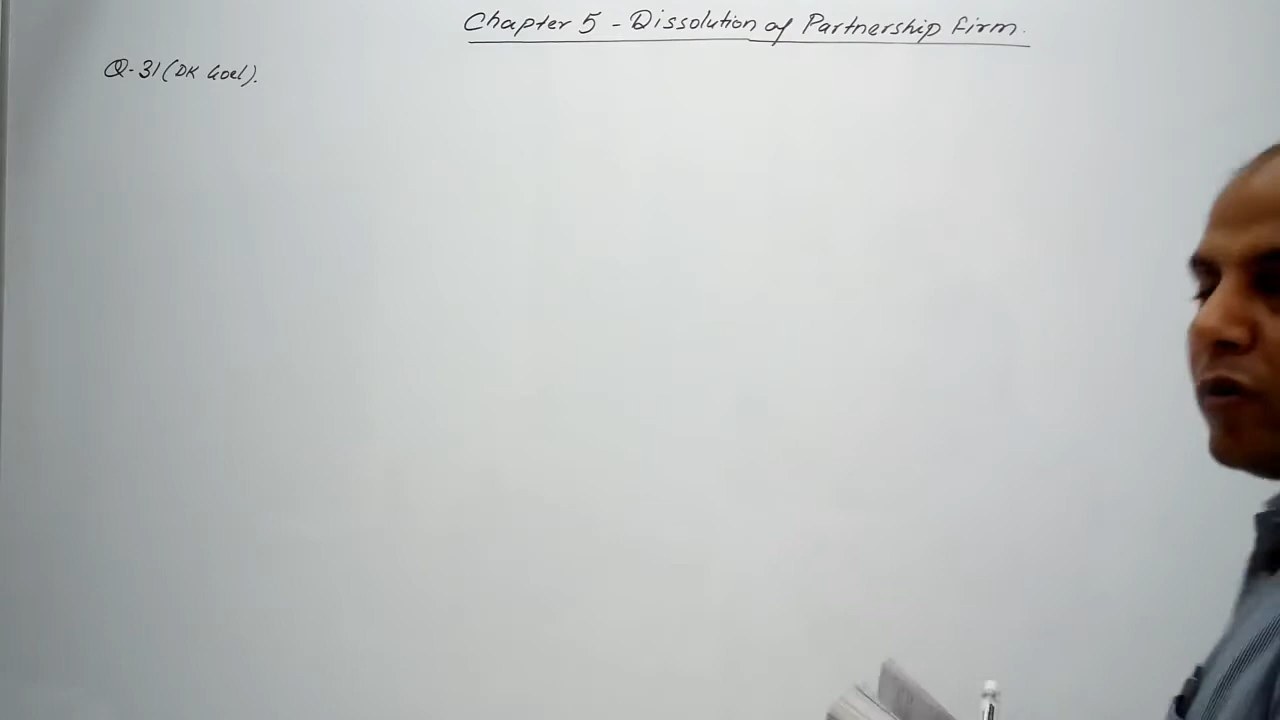 Chapter 5 - Dissolution of Partnership Firm.
Q-31 (DK Goel).